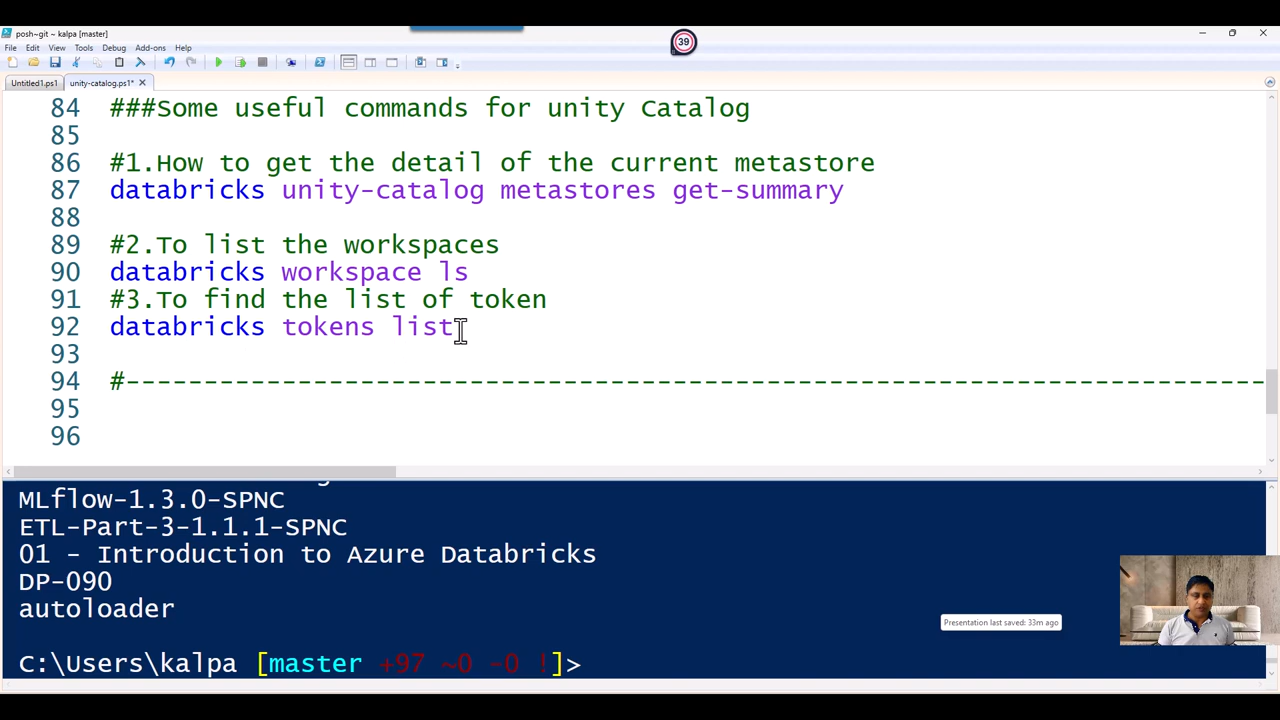 posh~git ~ kalpa [master]
File Edit View Tools Debug Add-ons Help
39
Untitled1.ps1 unity-catalog.ps1*
84 ###Some useful commands for unity Catalog
85
86 #1.How to get the detail of the current metastore
87 databricks unity-catalog metastores get-summary
88
89 #2.To list the workspaces
90 databricks workspace ls
91 #3.To find the list of token
92 databricks tokens list
93
94 #-------------------------------------------------------------------------
95
96
MLflow-1.3.0-SPNC
ETL-Part-3-1.1.1-SPNC
01 - Introduction to Azure Databricks
DP-090
autoloader
Presentation last saved: 33m ago
C:\Users\kalpa [master +97 ~0 -0 !]>